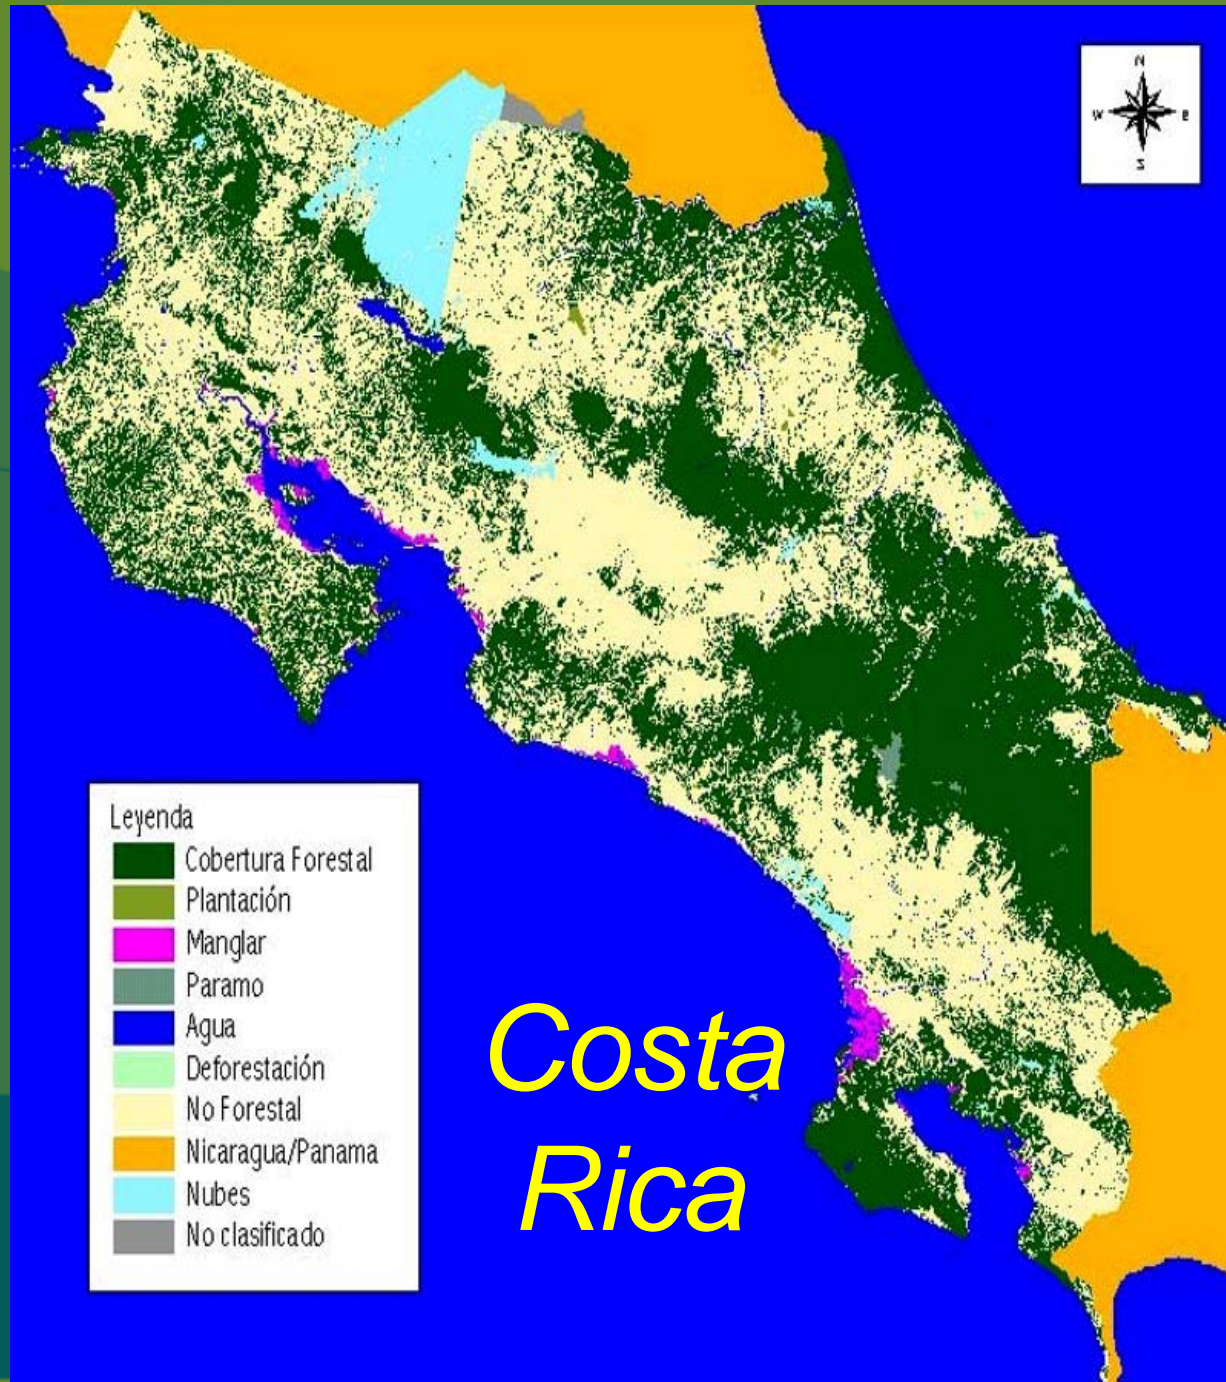 N
W E
S
Leyenda
Cobertura Forestal
Plantación
Manglar
Paramo
Agua
Deforestación
No Forestal
Nicaragua/Panama
Nubes
No clasificado
Costa
Rica